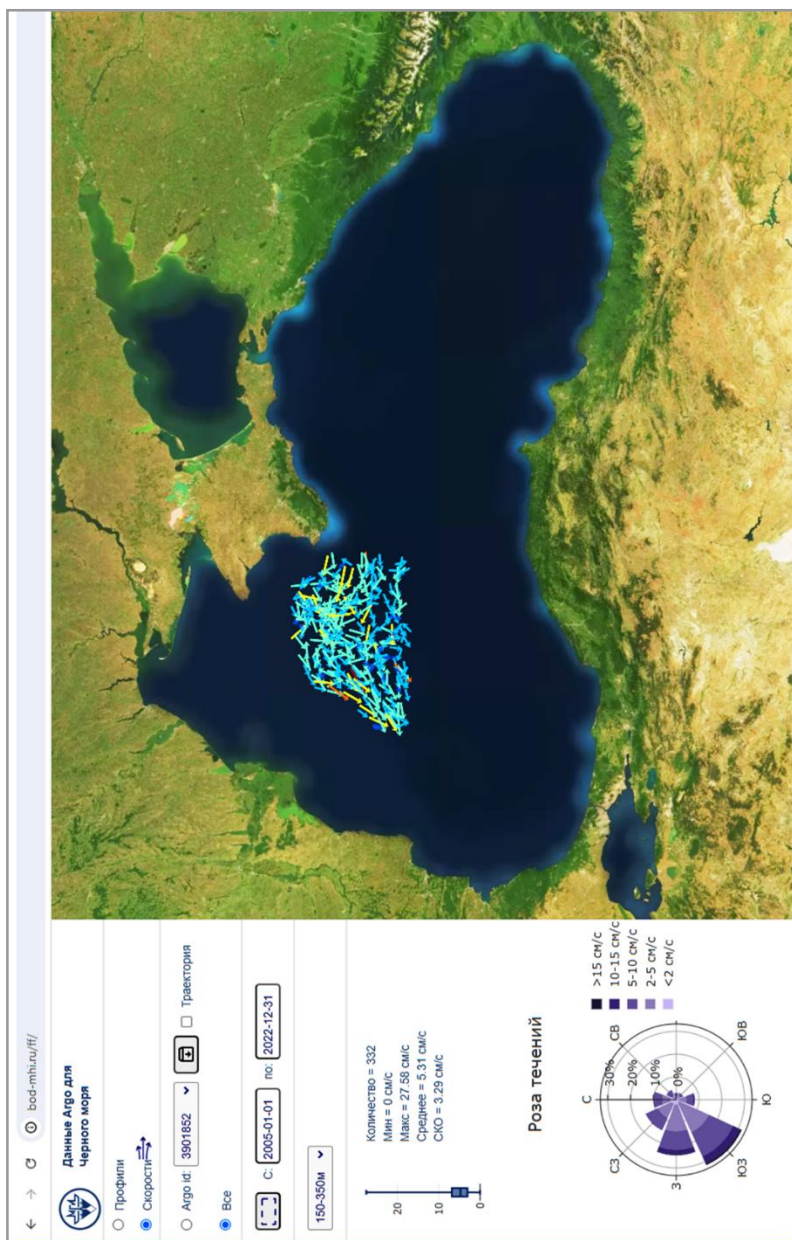 bod-mhi.ru/ff/
МГИ
Данные Argo для
Черного моря
Профили
Скорости
Argo id: 3901852
Траектория
Все
С: 2005-01-01 по: 2022-12-31
150-350м
Количество = 332
Мин = 0 см/с
Макс = 27.58 см/с
Среднее = 5.31 см/с
СКО = 3.29 см/с
20
10
0
Роза течений
С
СВ
ЮВ
Ю
ЮЗ
З
СЗ
30%
20%
10%
0%
>15 см/с
10-15 см/с
5-10 см/с
2-5 см/с
<2 см/с